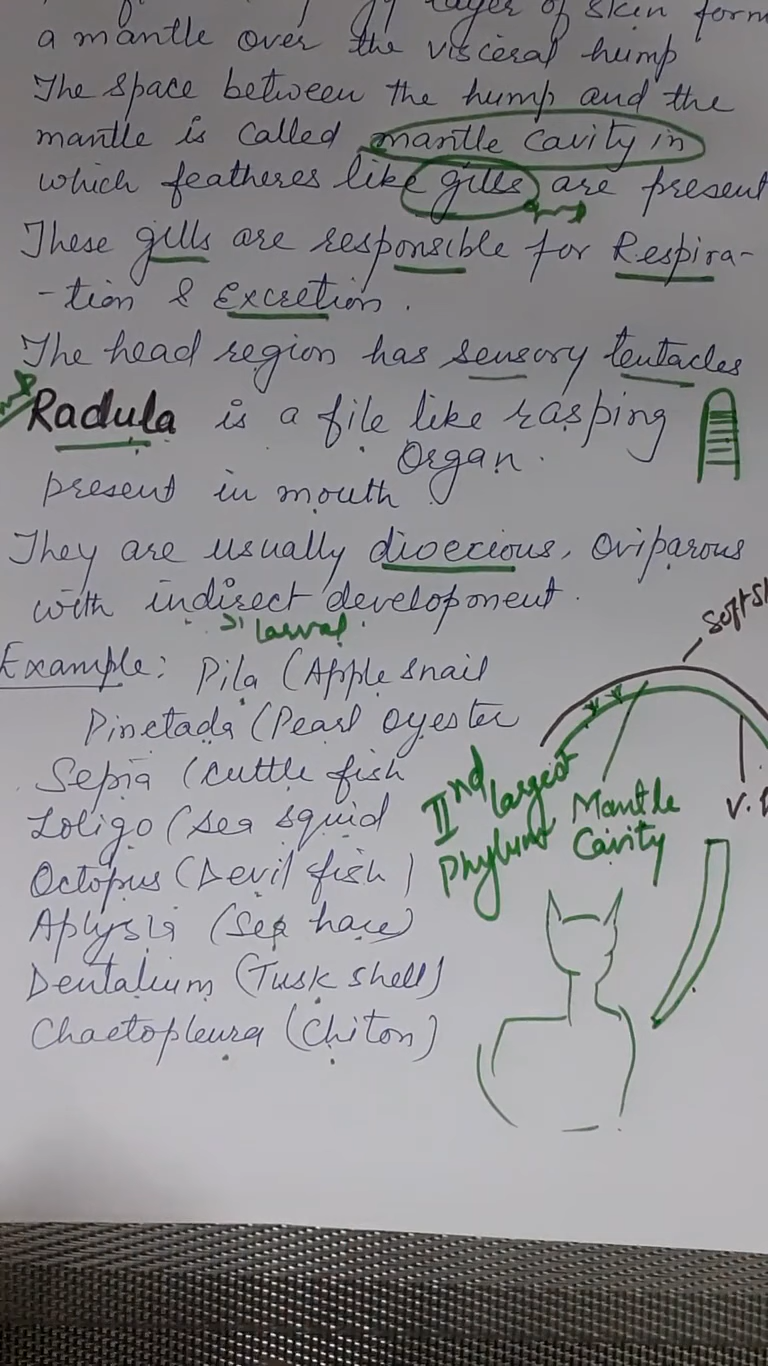 layer of skin form
a mantle over the visceral hump
The space between the hump and the
mantle is called mantle cavity in
which featheres like gills are present
These gills are responsible for Respira-
-tion & Excretion.
The head region has sensory tentacles
Radula is a file like rasping
Organ.
present in mouth
They are usually dioecious, oviparous
with indirect development.
larval
Example: Pila (Apple snail
Pinctada (Pearl oyester
Sepia (Cuttle fish
Loligo (Sea squid
Octopus (Devil fish)
Aplysia (Sea hare)
Dentalium (Tusk shell)
Chaetopleura (Chiton)
IInd largest
Phylum
Mantle
Cavity